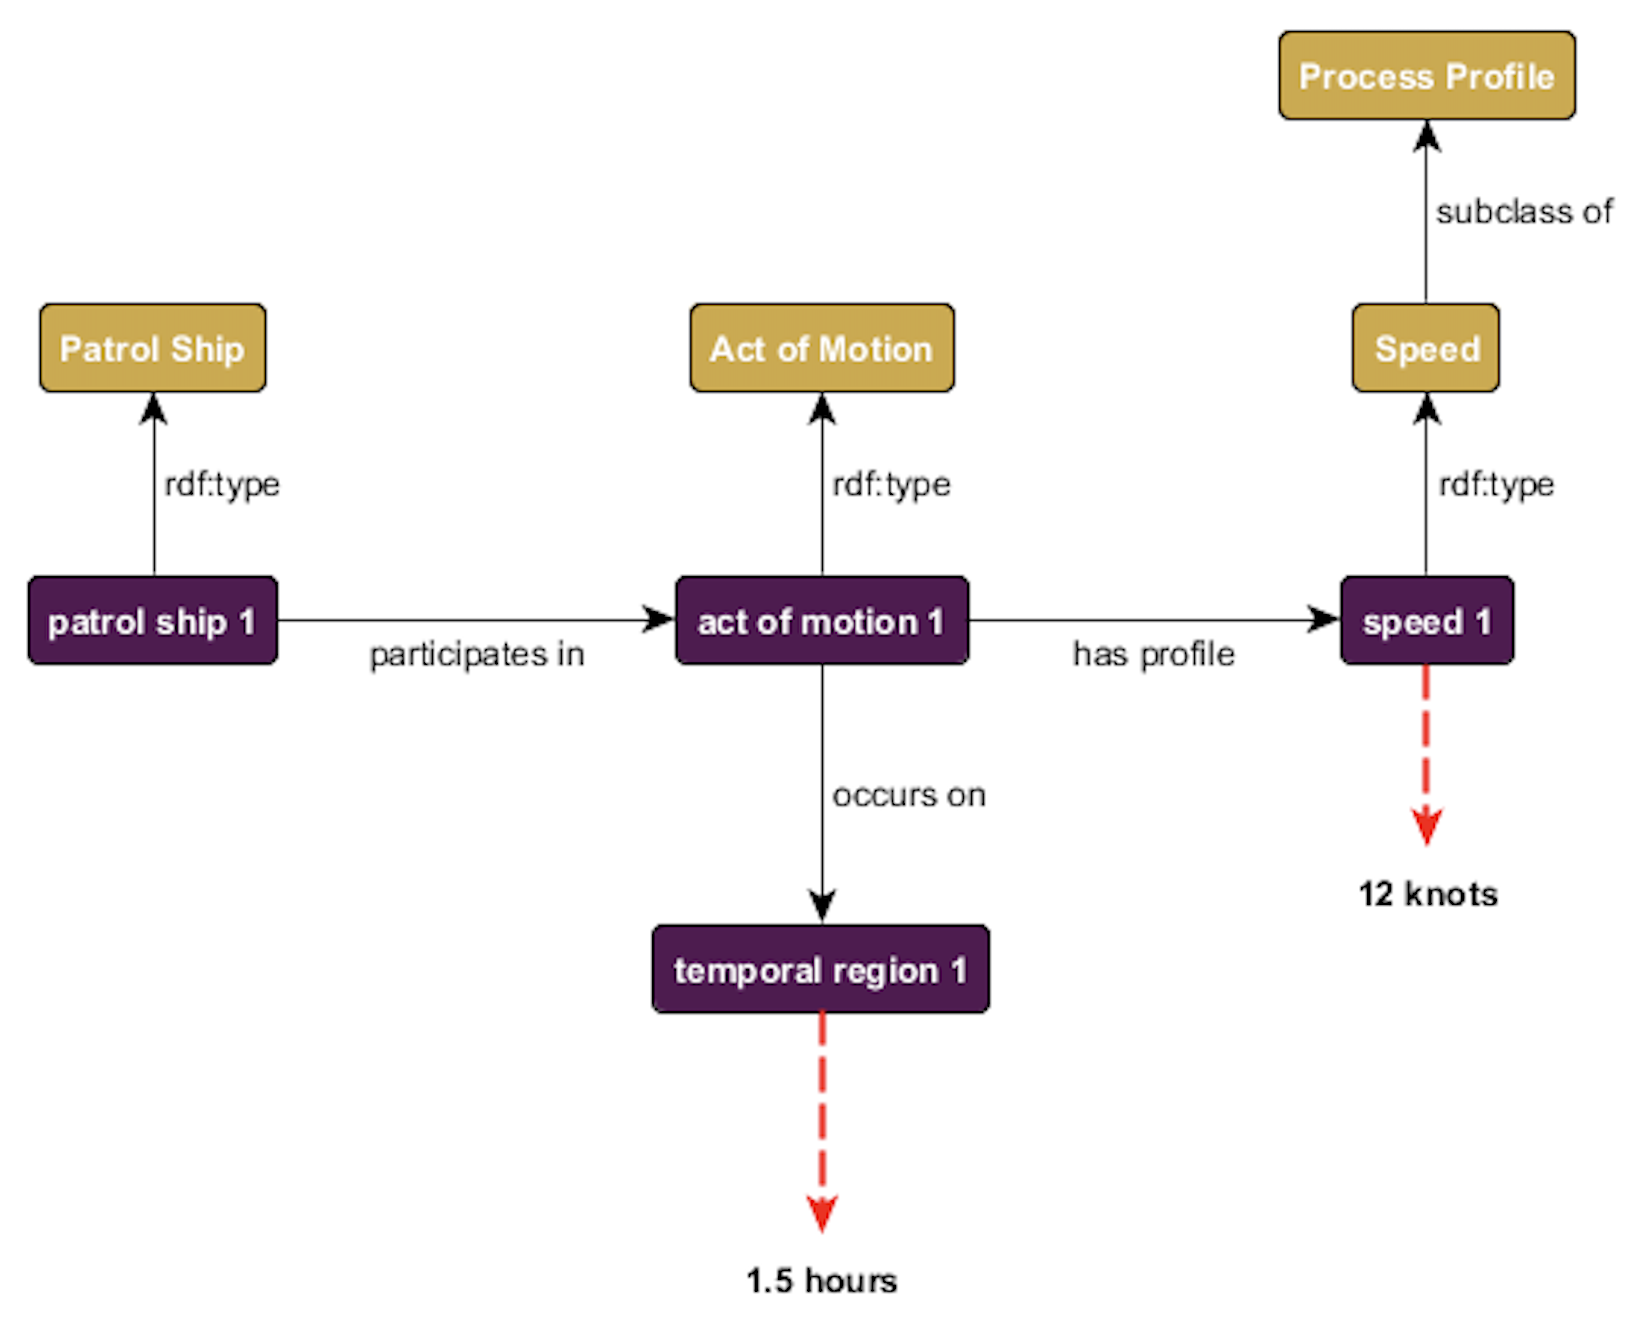 Process Profile
subclass of
Patrol Ship
Act of Motion
Speed
rdf:type
rdf:type
rdf:type
patrol ship 1
participates in
act of motion 1
has profile
speed 1
occurs on
12 knots
temporal region 1
1.5 hours